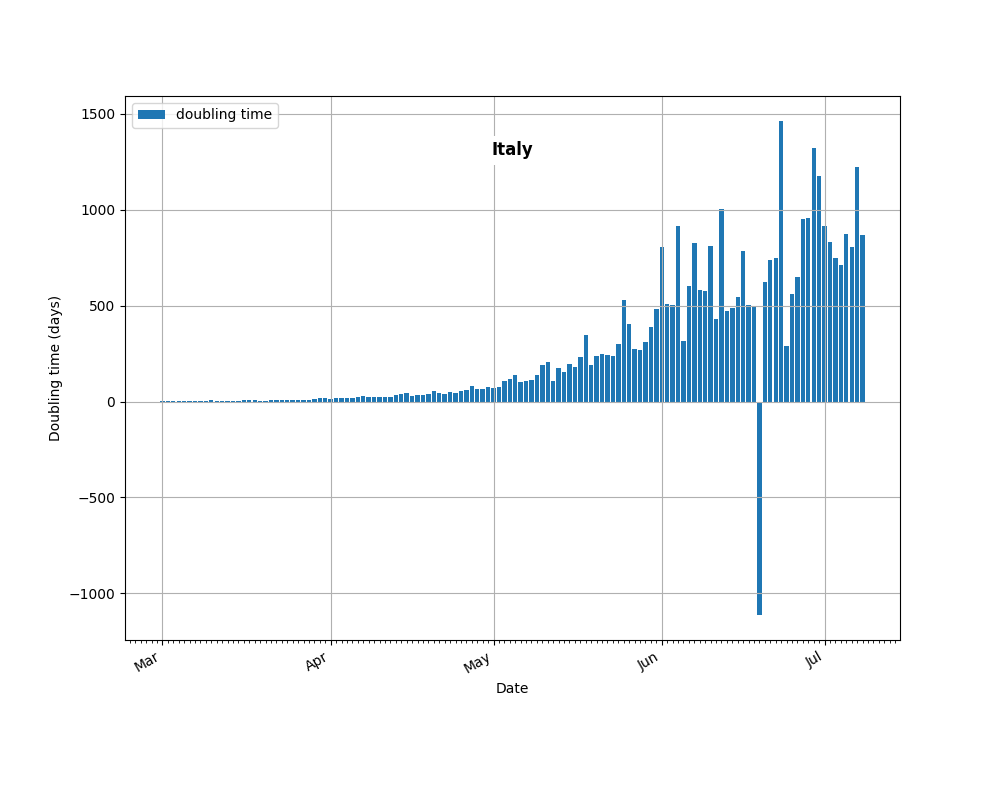 doubling time
Italy
1500
1000
500
0
−500
−1000
Doubling time (days)
Mar
Apr
May
Jun
Jul
Date